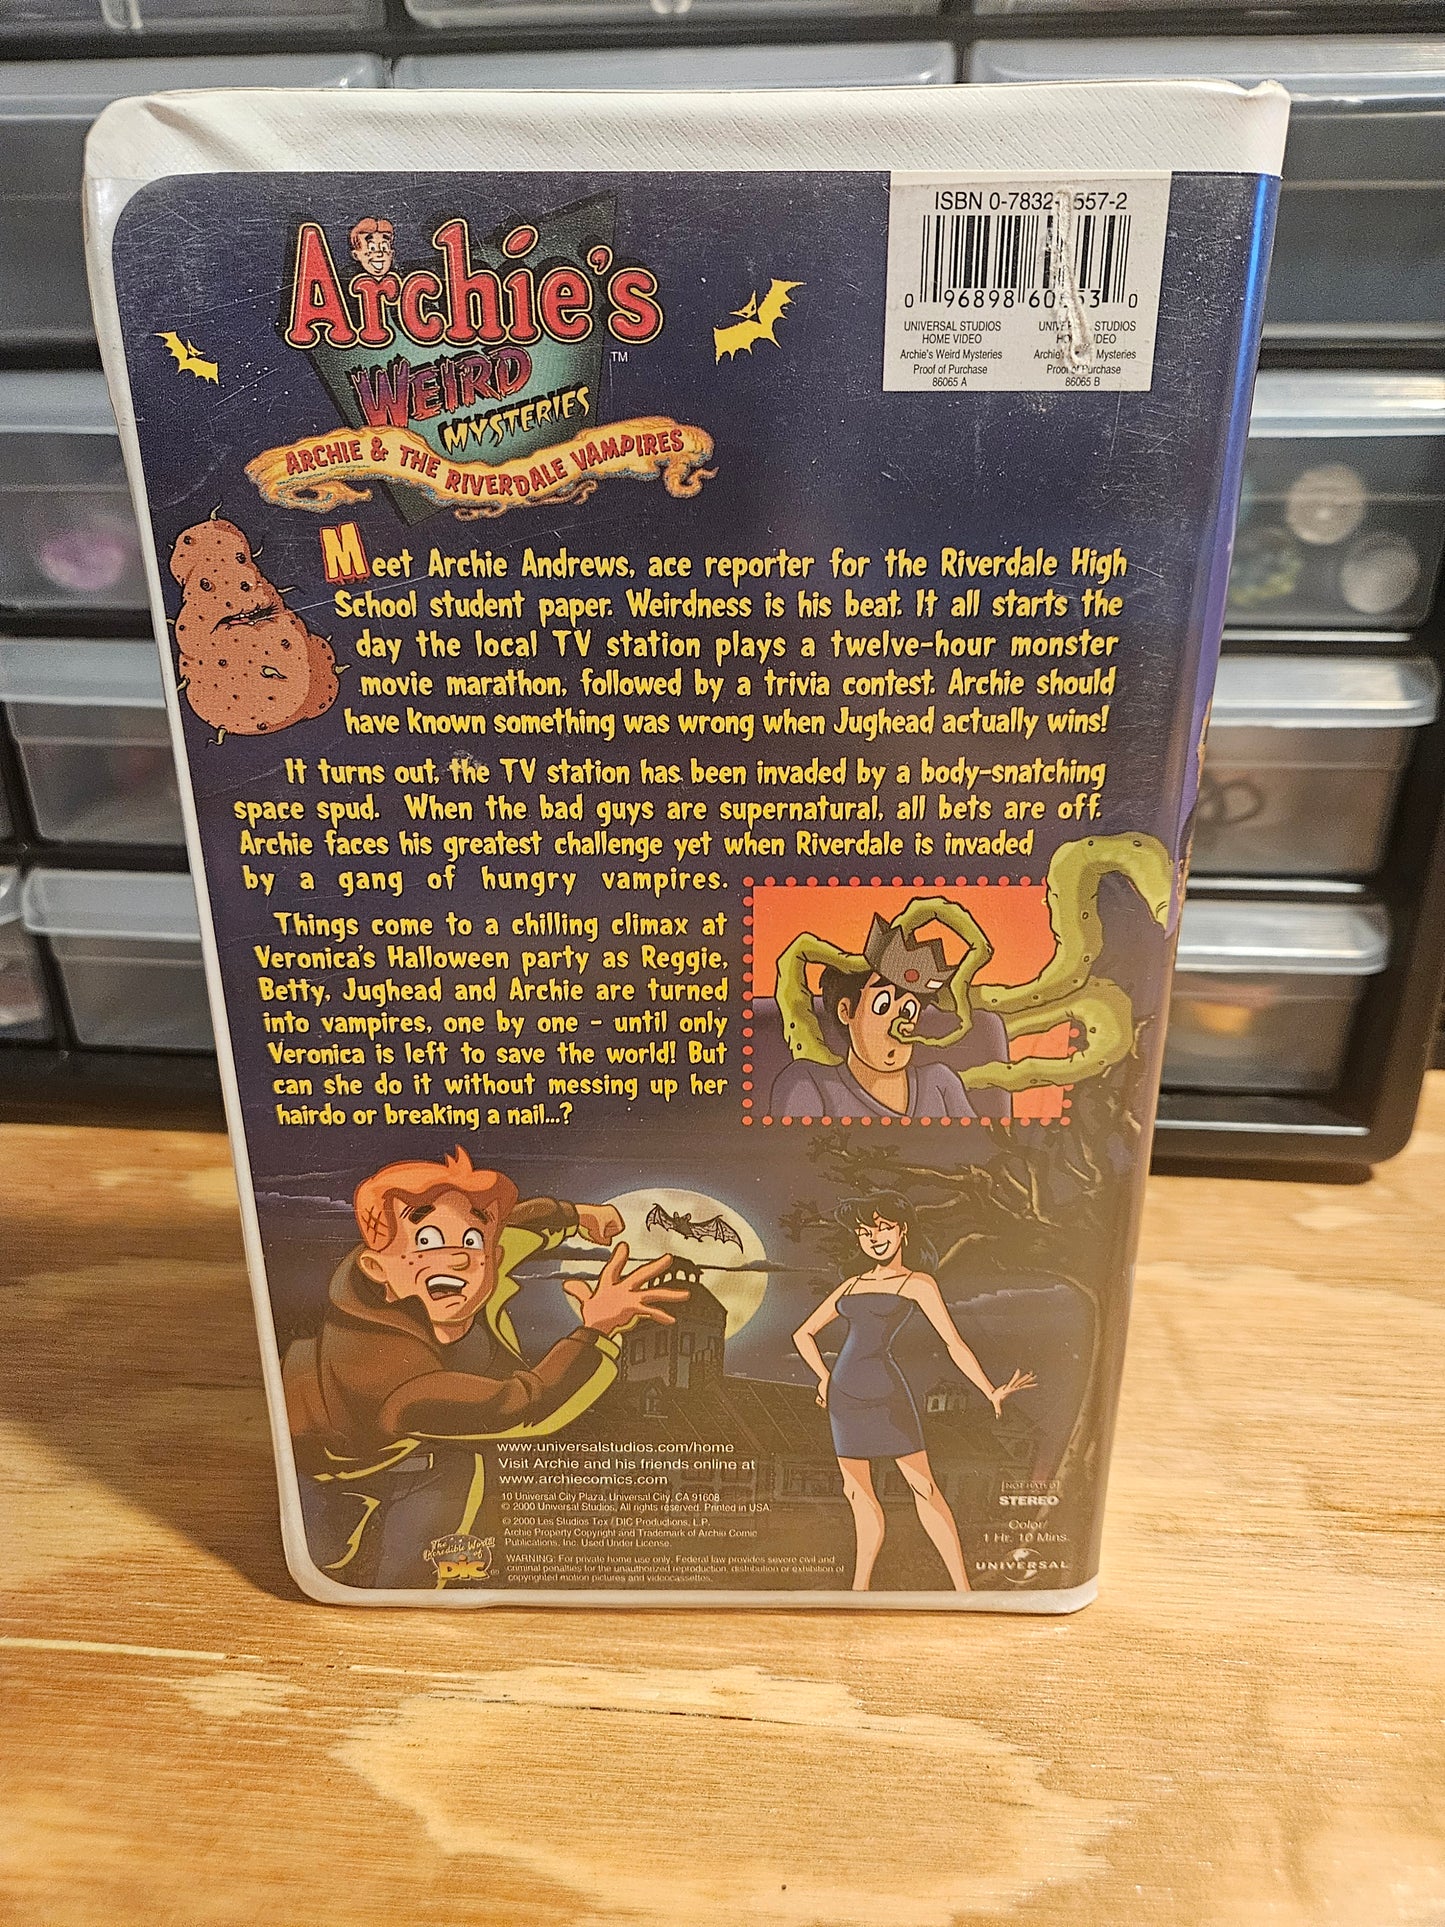 ISBN 0-7832- 557-2
0 96898 60 53 0
UNIVERSAL STUDIOS
HOME VIDEO
Archie's Weird Mysteries
Proof of Purchase
86065 A
STUDIOS
Mysteries
Purchase
86065 B
Archie's
WEIRD
MYSTERIES
TM
ARCHIE & THE RIVERDALE VAMPIRES
Meet Archie Andrews, ace reporter for the Riverdale High
School student paper. Weirdness is his beat. It all starts the
day the local TV station plays a twelve-hour monster
movie marathon, followed by a trivia contest. Archie should
have known something was wrong when Jughead actually wins!
It turns out, the TV station has been invaded by a body-snatching
space spud. When the bad guys are supernatural, all bets are off.
Archie faces his greatest challenge yet when Riverdale is invaded
by a gang of hungry vampires.
Things come to a chilling climax at
Veronica's Halloween party as Reggie,
Betty, Jughead and Archie are turned
into vampires, one by one - until only
Veronica is left to save the world! But
can she do it without messing up her
hairdo or breaking a nail...?
www.universalstudios.com/home
Visit Archie and his friends online at
www.archiecomics.com
10 Universal City Plaza, Universal City, CA 91608.
© 2000 Universal Studios. All rights reserved. Printed in USA.
© 2000 Les Studios Tex / DIC Productions, L.P.
Archie Property Copyright and Trademark of Archie Comic
Publications, Inc. Used Under License.
WARNING: For private home use only. Federal law provides severe civil and
criminal penalties for the unauthorized reproduction, distribution or exhibition of
copyrighted motion pictures and videocassettes.
The
Incredible World
of
DIC
NOT RATED
STEREO
Color/
1 Hr. 10 Mins.
UNIVERSAL